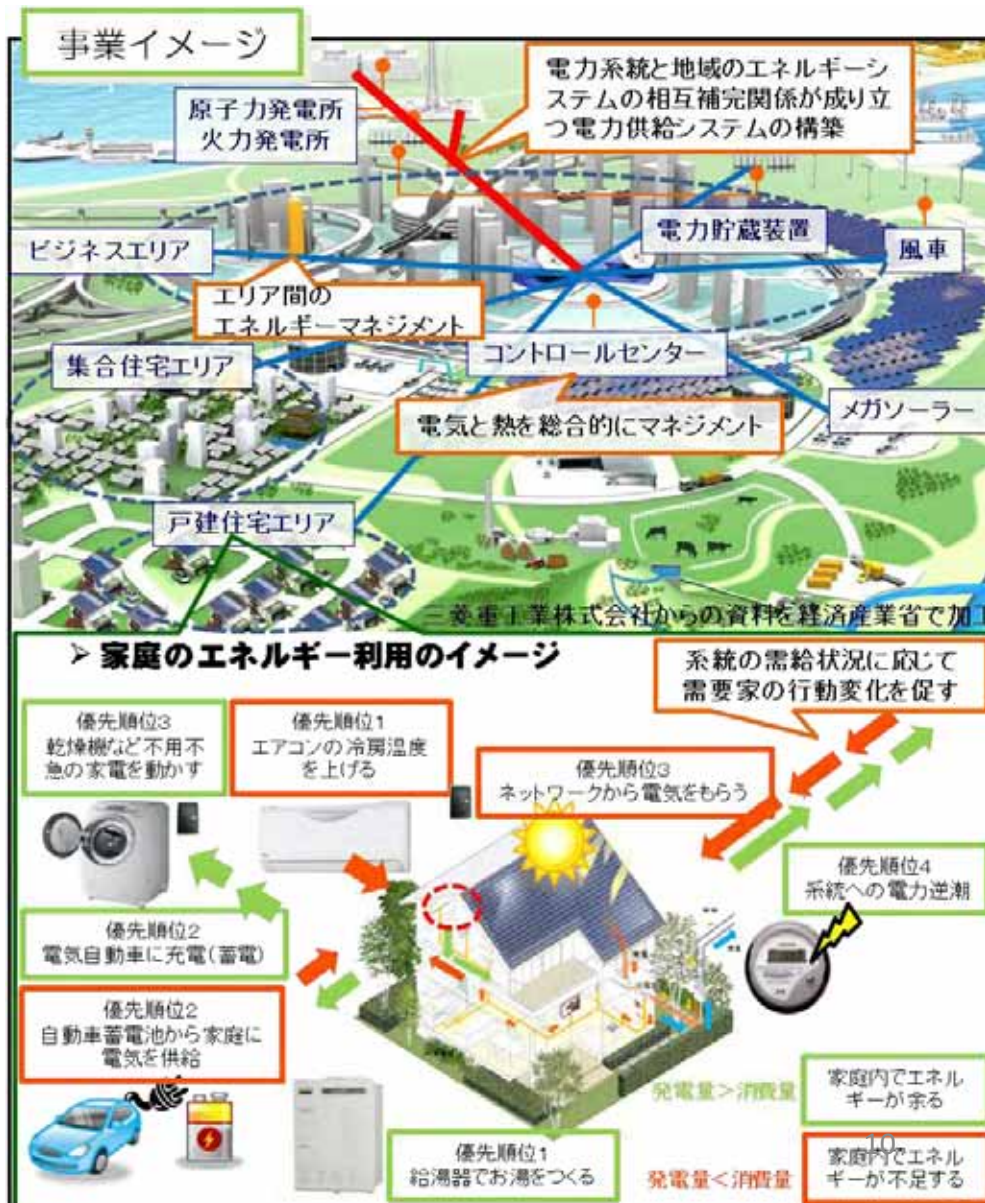 事業イメージ
原子力発電所
火力発電所
電力系統と地域のエネルギーシ
ステムの相互補完関係が成り立
つ電力供給システムの構築
ビジネスエリア
電力貯蔵装置
風車
エリア間の
エネルギーマネジメント
集合住宅エリア
コントロールセンター
電気と熱を総合的にマネジメント
メガソーラー
戸建住宅エリア
三菱重工業株式会社からの資料を経済産業省で加工
➢ 家庭のエネルギー利用のイメージ
系統の需給状況に応じて
需要家の行動変化を促す
優先順位3
乾燥機など不用不
急の家電を動かす
優先順位1
エアコンの冷房温度
を上げる
優先順位3
ネットワークから電気をもらう
優先順位4
系統への電力逆潮
優先順位2
電気自動車に充電(蓄電)
優先順位2
自動車蓄電池から家庭に
電気を供給
優先順位1
給湯器でお湯をつくる
発電量>消費量
家庭内でエネル
ギーが余る
発電量<消費量
家庭内でエネル
ギーが不足する
10